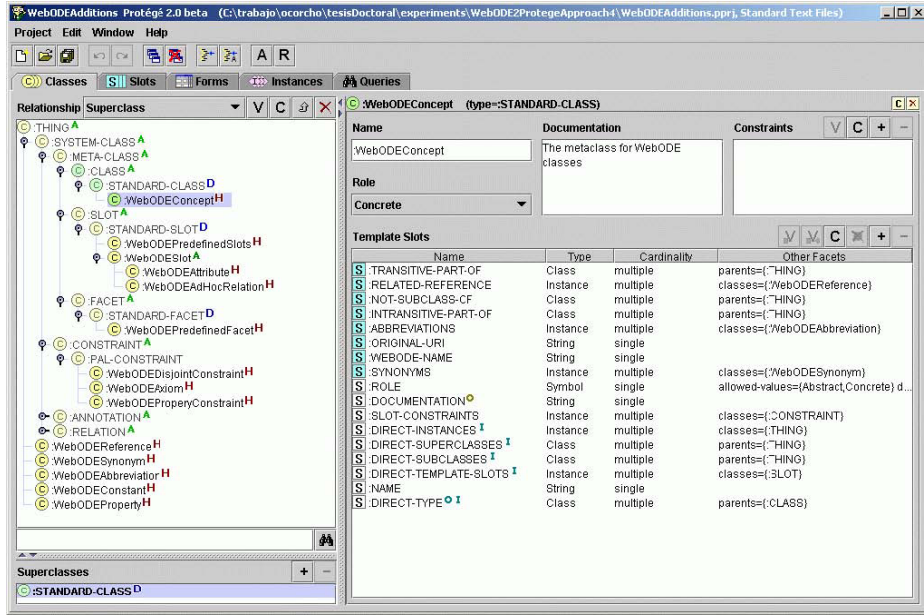 WebODEAdditions Protégé 2.0 beta (C:\trabajo\ocorcho\tesisDoctoral\experiments\WebODE2ProtegeApproach4\WebODEAdditions.pprj, Standard Text Files)
Project Edit Window Help
A R
C Classes S Slots Forms Instances Queries
Relationship Superclass V C
C :THING A
C :SYSTEM-CLASS A
C :META-CLASS A
C :CLASS A
C :STANDARD-CLASS D
C :WebODEConcept H
C :SLOT A
C :STANDARD-SLOT D
C :WebODEPredefinedSlots H
C :WebODESlot A
C :WebODEAttribute H
C :WebODEAdHocRelation H
C :FACET A
C :STANDARD-FACET D
C :WebODEPredefinedFacet H
C :CONSTRAINT A
C :PAL-CONSTRAINT
C :WebODEDisjointConstraint H
C :WebODEAxiom H
C :WebODEProperyConstraint H
C :ANNOTATION A
C :RELATION A
C :WebODEReference H
C :WebODESynonym H
C :WebODEAbbreviatior H
C :WebODEConstant H
C :WebODEProperty H
Superclasses + -
C :STANDARD-CLASS D
C :WebODEConcept (type=:STANDARD-CLASS) C x
Name Documentation Constraints V C + -
:WebODEConcept The metaclass for WebODE
classes
Role
Concrete
Template Slots V V C + -
Name Type Cardinality Other Facets
S :TRANSITIVE-PART-OF Class multiple parents={:THING}
S :RELATED-REFERENCE Instance multiple classes={:WebODEReference}
S :NOT-SUBCLASS-CF Class multiple parents={:THING}
S :INTRANSITIVE-PART-OF Class multiple parents={:THING}
S :ABBREVIATIONS Instance multiple classes={:WebODEAbbreviation}
S :ORIGINAL-URI String single
S :WEBODE-NAME String single
S :SYNONYMS Instance multiple classes={:WebODESynonym}
S :ROLE Symbol single allowed-values={Abstract,Concrete} d...
S :DOCUMENTATION String single
S :SLOT-CONSTRAINTS Instance multiple classes={:CONSTRAINT}
S :DIRECT-INSTANCES I Instance multiple classes={:THING}
S :DIRECT-SUPERCLASSES I Class multiple parents={:THING}
S :DIRECT-SUBCLASSES I Class multiple parents={:THING}
S :DIRECT-TEMPLATE-SLOTS I Instance multiple classes={:SLOT}
S :NAME String single
S :DIRECT-TYPE O I Class multiple parents={:CLASS}